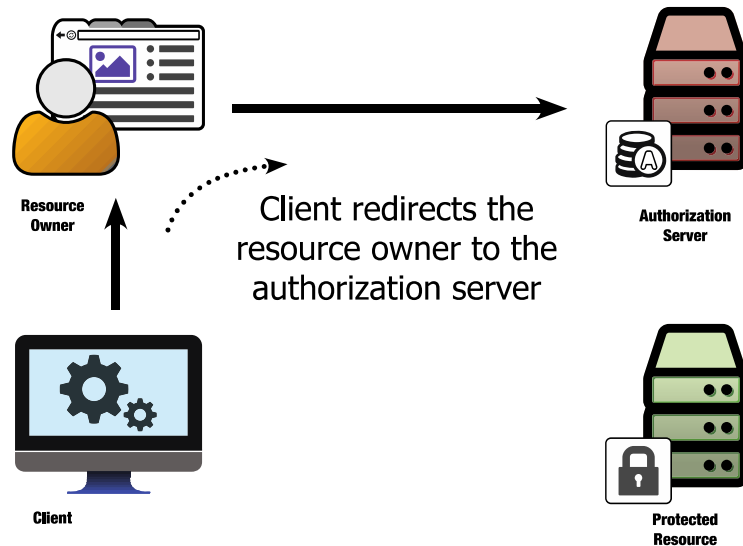 Resource
Owner
Client redirects the
resource owner to the
authorization server
A
Authorization
Server
Client
Protected
Resource